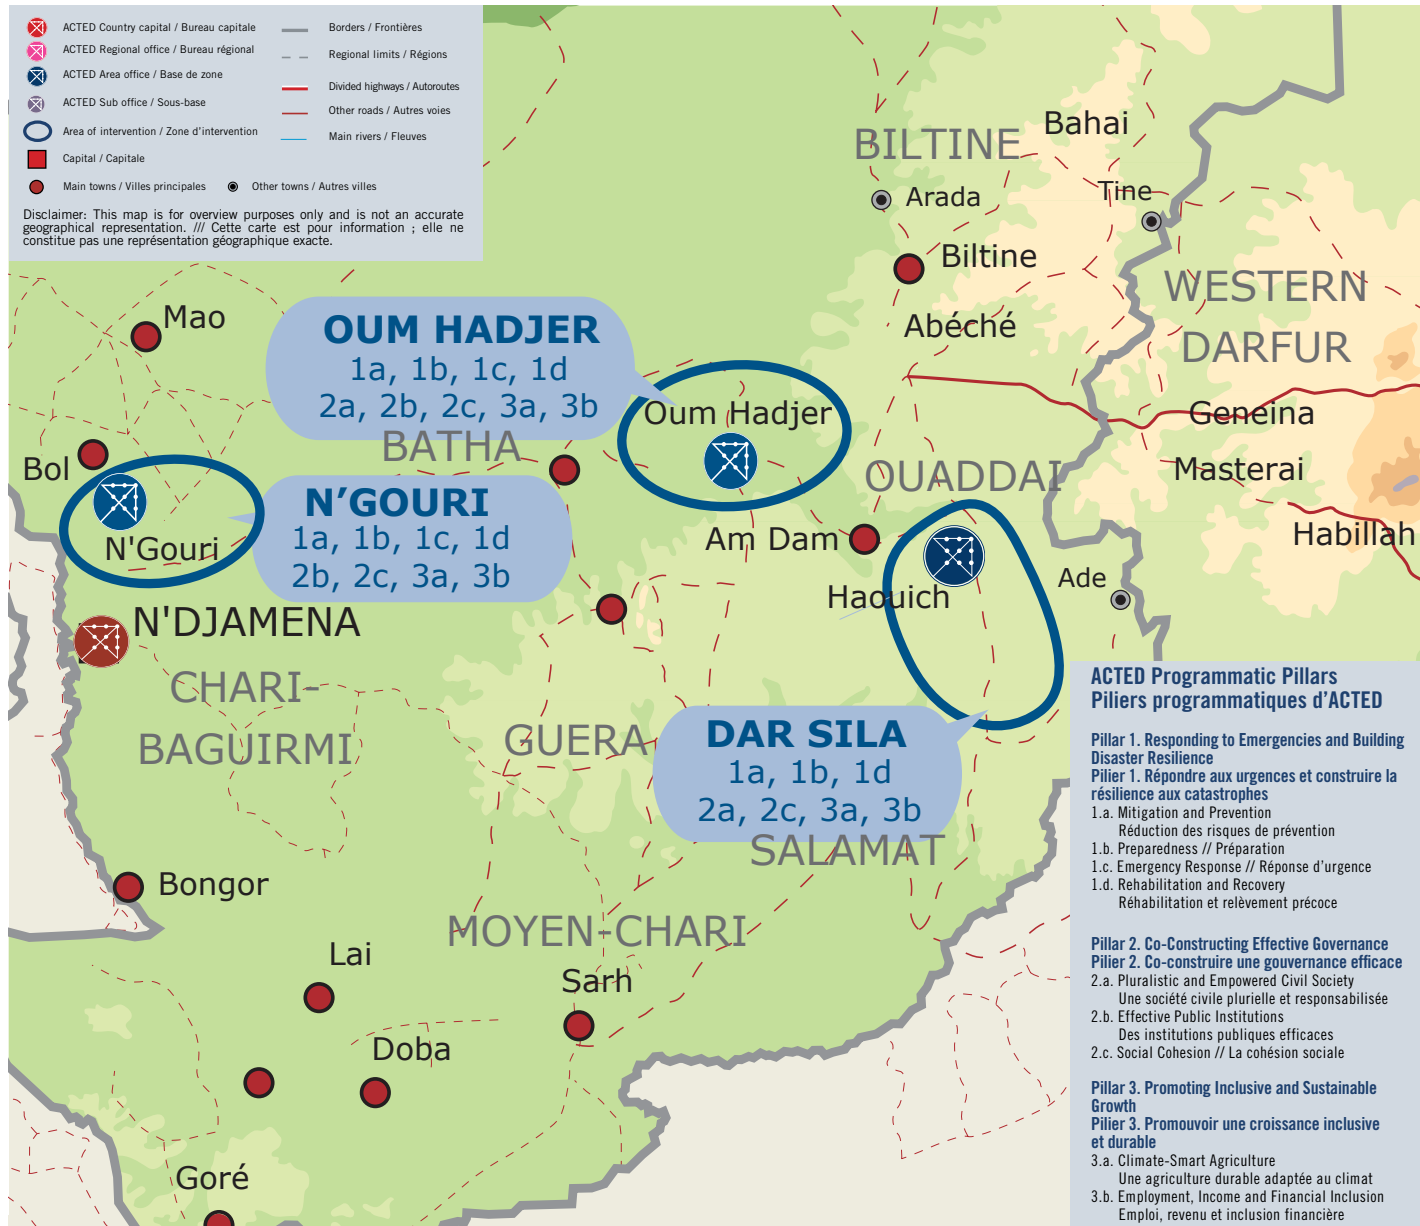 ACTED Country capital / Bureau capitale
ACTED Regional office / Bureau régional
ACTED Area office / Base de zone
ACTED Sub office / Sous-base
Area of intervention / Zone d'intervention
Capital / Capitale
Main towns / Villes principales
Other towns / Autres villes
Borders / Frontières
Regional limits / Régions
Divided highways / Autoroutes
Other roads / Autres voies
Main rivers / Fleuves
Disclaimer: This map is for overview purposes only and is not an accurate
geographical representation. /// Cette carte est pour information ; elle ne
constitue pas une représentation géographique exacte.
BILTINE
Bahai
Arada
Tine
Biltine
WESTERN
DARFUR
Mao
Abéché
OUM HADJER
1a, 1b, 1c, 1d
2a, 2b, 2c, 3a, 3b
Oum Hadjer
Geneina
BATHA
Bol
OUADDAI
Masterai
N'GOURI
1a, 1b, 1c, 1d
2b, 2c, 3a, 3b
N'Gouri
Am Dam
Habillah
Haouich
Ade
N'DJAMENA
CHARI-
BAGUIRMI
GUERA
DAR SILA
1a, 1b, 1d
2a, 2c, 3a, 3b
SALAMAT
Bongor
MOYEN-CHARI
Lai
Sarh
Doba
Goré
ACTED Programmatic Pillars
Piliers programmatiques d'ACTED
Pillar 1. Responding to Emergencies and Building
Disaster Resilience
Pilier 1. Répondre aux urgences et construire la
résilience aux catastrophes
1.a. Mitigation and Prevention
Réduction des risques de prévention
1.b. Preparedness // Préparation
1.c. Emergency Response // Réponse d'urgence
1.d. Rehabilitation and Recovery
Réhabilitation et relèvement précoce
Pillar 2. Co-Constructing Effective Governance
Pilier 2. Co-construire une gouvernance efficace
2.a. Pluralistic and Empowered Civil Society
Une société civile plurielle et responsabilisée
2.b. Effective Public Institutions
Des institutions publiques efficaces
2.c. Social Cohesion // La cohésion sociale
Pillar 3. Promoting Inclusive and Sustainable
Growth
Pilier 3. Promouvoir une croissance inclusive
et durable
3.a. Climate-Smart Agriculture
Une agriculture durable adaptée au climat
3.b. Employment, Income and Financial Inclusion
Emploi, revenu et inclusion financière